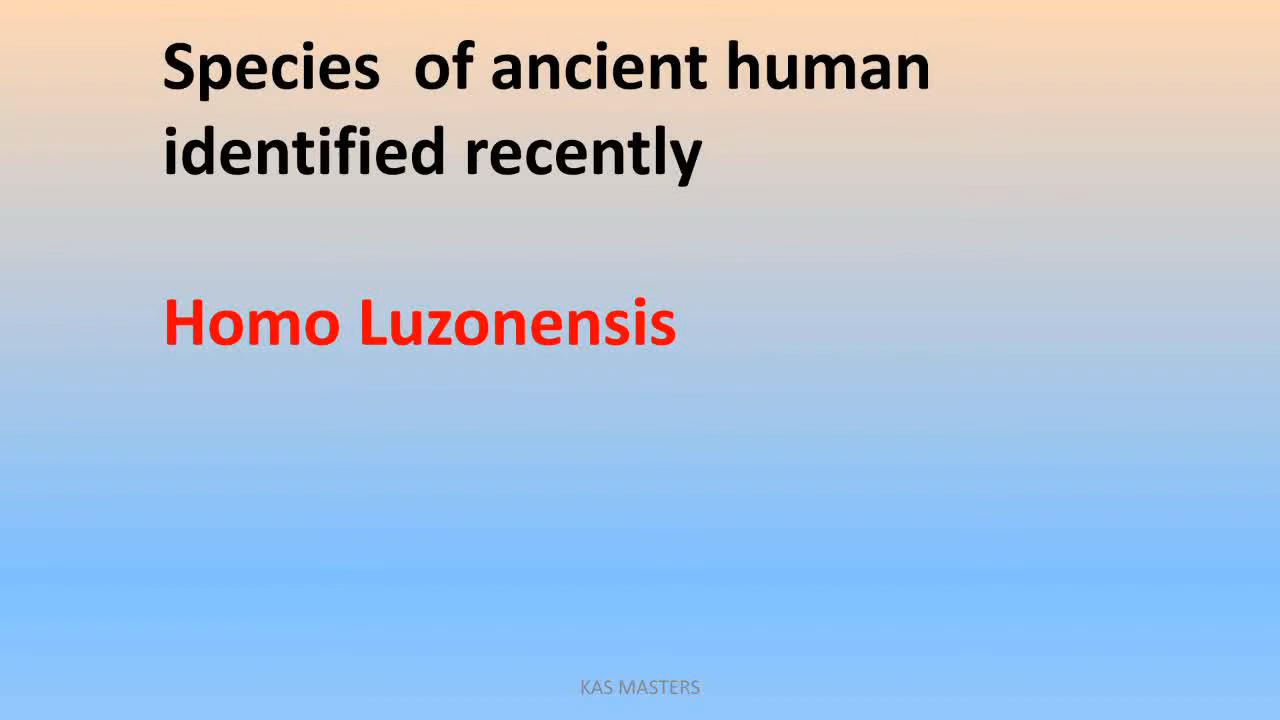 Species of ancient human
identified recently
Homo Luzonensis
KAS MASTERS